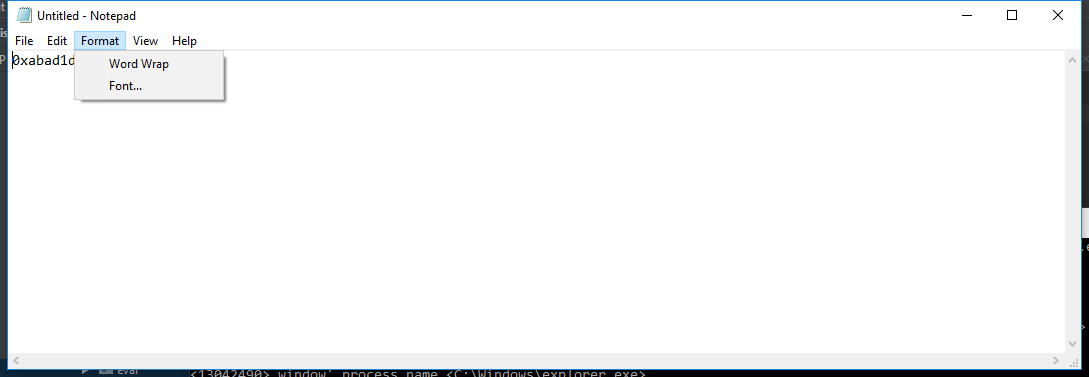 Untitled - Notepad
File Edit Format View Help
0xabad1d
Word Wrap
Font...
eval
<13042490> window' process name <C:\Windows\explorer.exe>